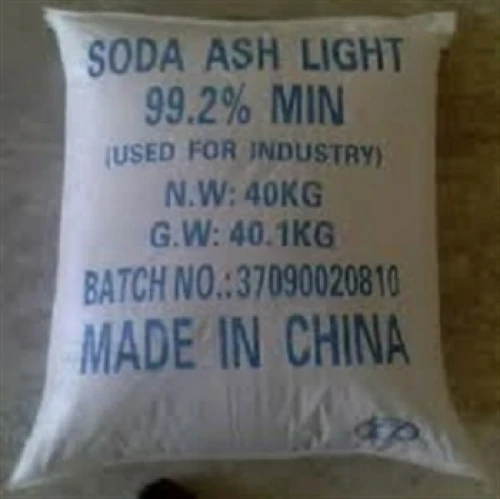 SODA ASH LIGHT
99.2% MIN
(USED FOR INDUSTRY)
N.W: 40KG
G.W: 40.1KG
BATCH NO.: 37090020810
MADE IN CHINA